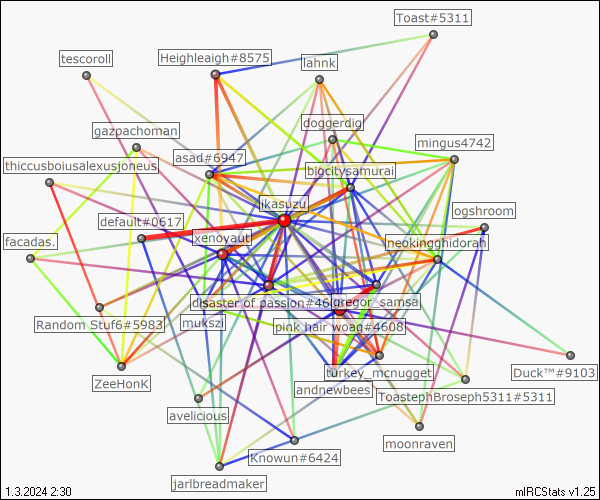 Toast#5311
tescoroll
Heighleaigh#8575
lahnk
doggerdig
gazpachoman
mingus4742
asad#6947
thiccusboiusalexusjoneus
bigcitysamurai
jkasuzu
ogshroom
default#0617
xenoyaut
facadas.
neokingghidorah
disaster of passion#46
gregor_samsa
mukszi
Random Stuf6#5983
pink hair woag#4608
turkey_mcnugget
Duck™#9103
ZeeHonK
andnewbees
ToastephBroseph5311#5311
avelicious
moonraven
Knowun#6424
jarlbreadmaker
1.3.2024 2:30
mIRCStats v1.25